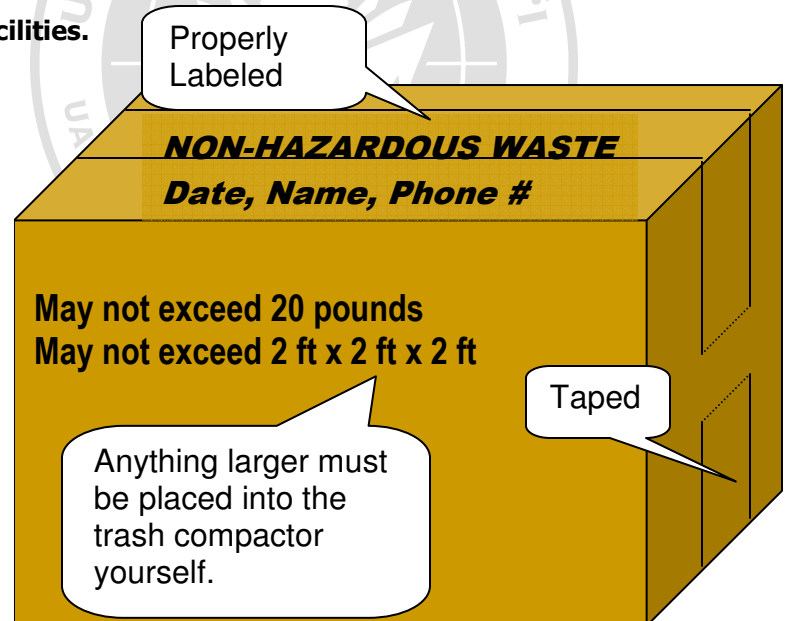 cilities.
Properly
Labeled
NON-HAZARDOUS WASTE
Date, Name, Phone #
May not exceed 20 pounds
May not exceed 2 ft x 2 ft x 2 ft
Taped
Anything larger must
be placed into the
trash compactor
yourself.